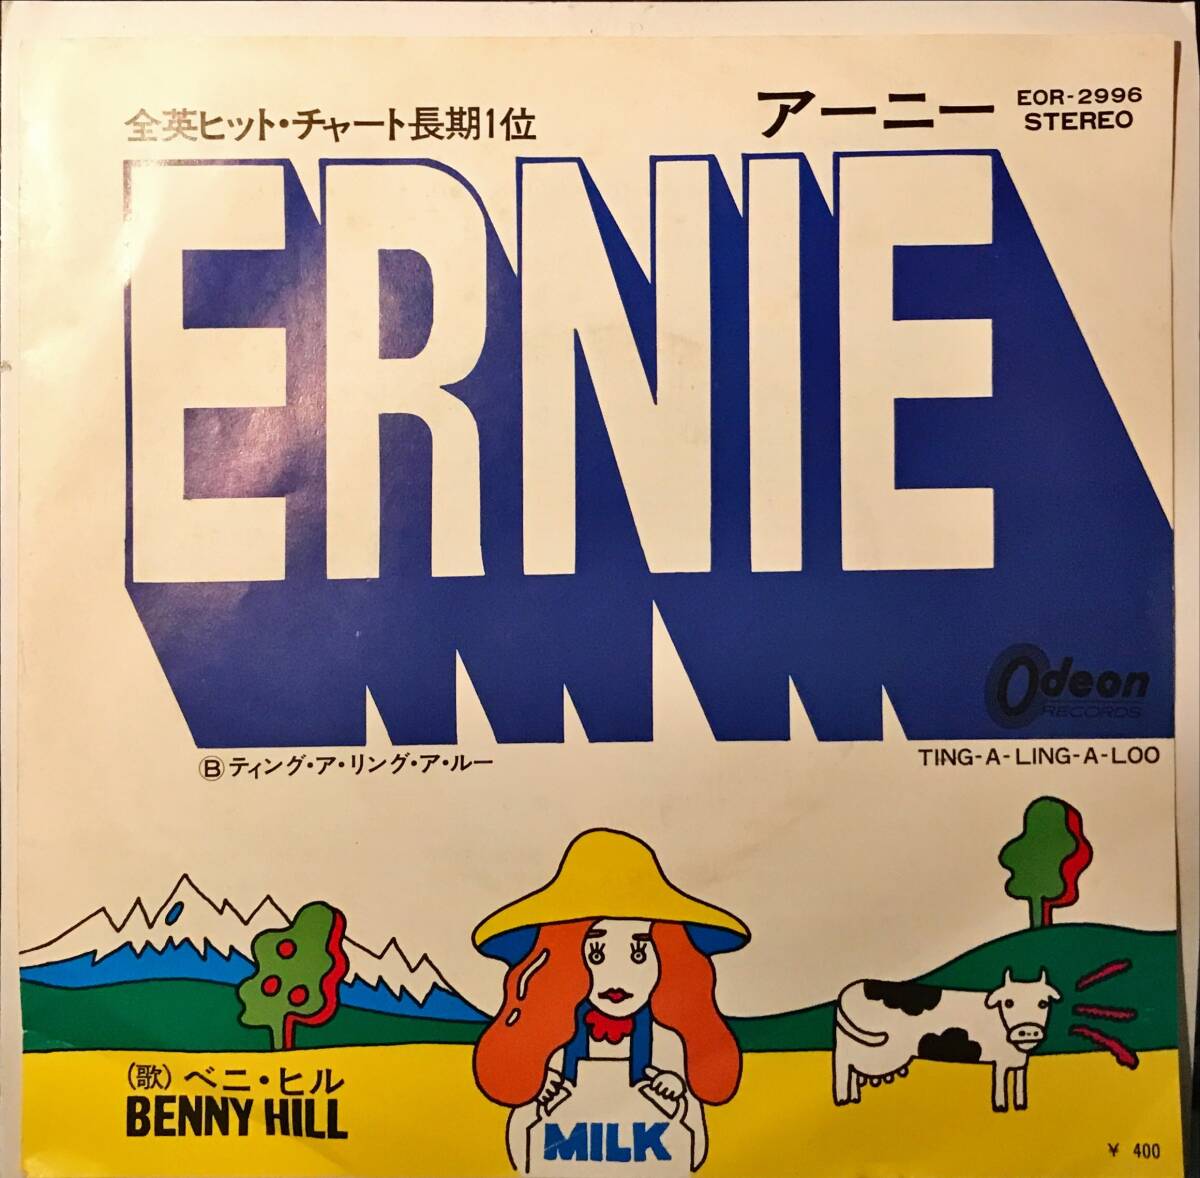 全英ヒット・チャート長期1位
アーニー
EOR-2996
STEREO
ERNIE
Odeon
RECORDS
Ⓑティング・ア・リング・ア・ルー
TING-A-LING-A-LOO
(歌) ベニ・ヒル
BENNY HILL
MILK
¥ 400